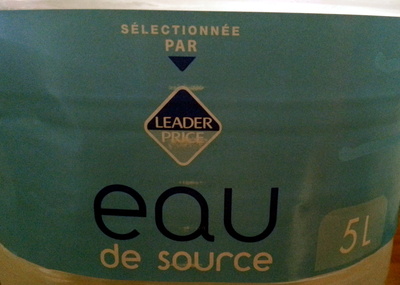 SÉLECTIONNÉE
PAR
LEADER
PRICE
eau
de source
5L